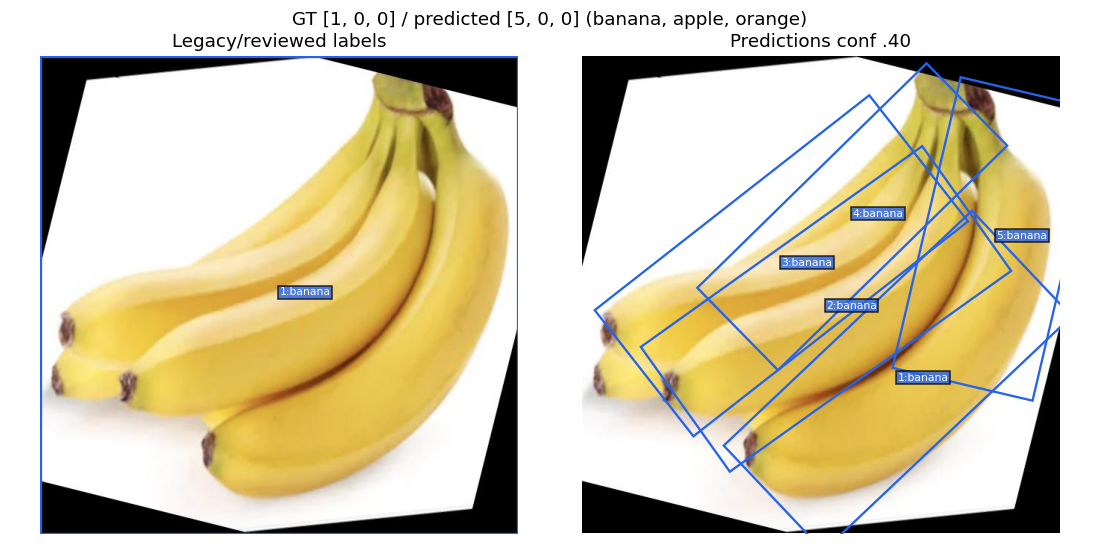 GT [1, 0, 0] / predicted [5, 0, 0] (banana, apple, orange)
Legacy/reviewed labels
Predictions conf .40
1:banana
4:banana
5:banana
3:banana
2:banana
1:banana